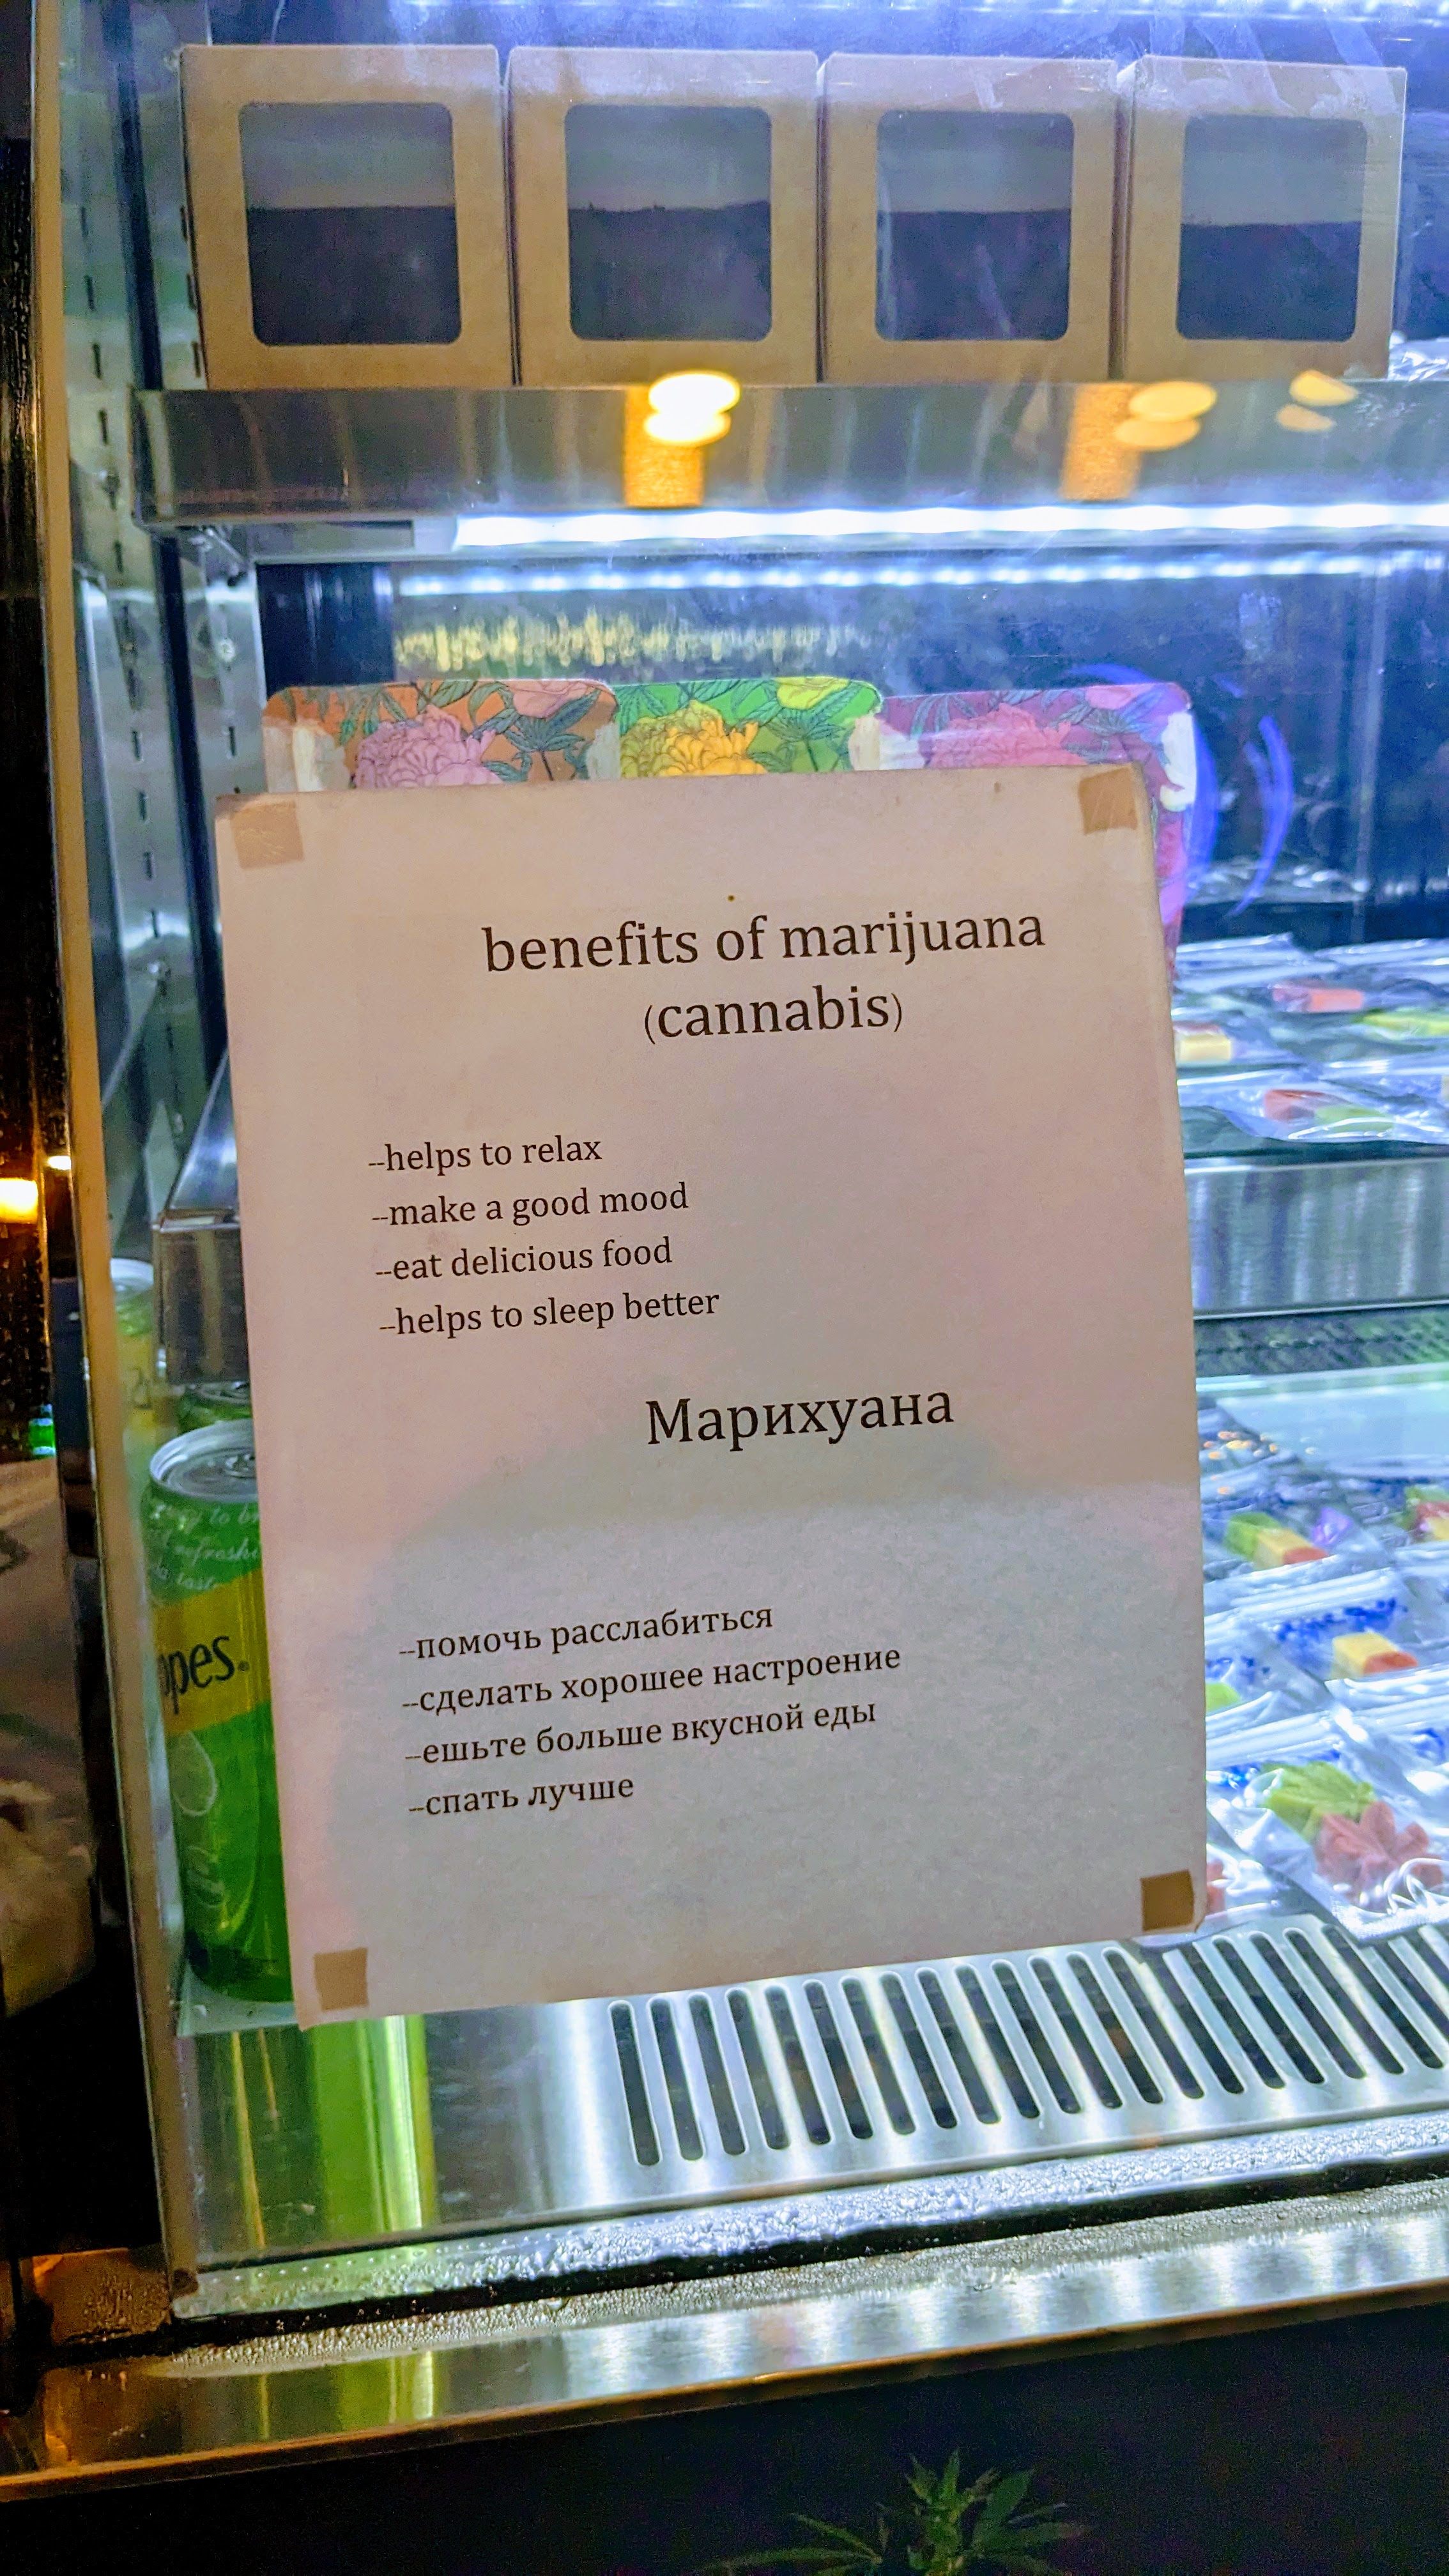 benefits of marijuana
(cannabis)
--helps to relax
--make a good mood
--eat delicious food
--helps to sleep better
Марихуана
--помочь расслабиться
--сделать хорошее настроение
--ешьте больше вкусной еды
--спать лучше